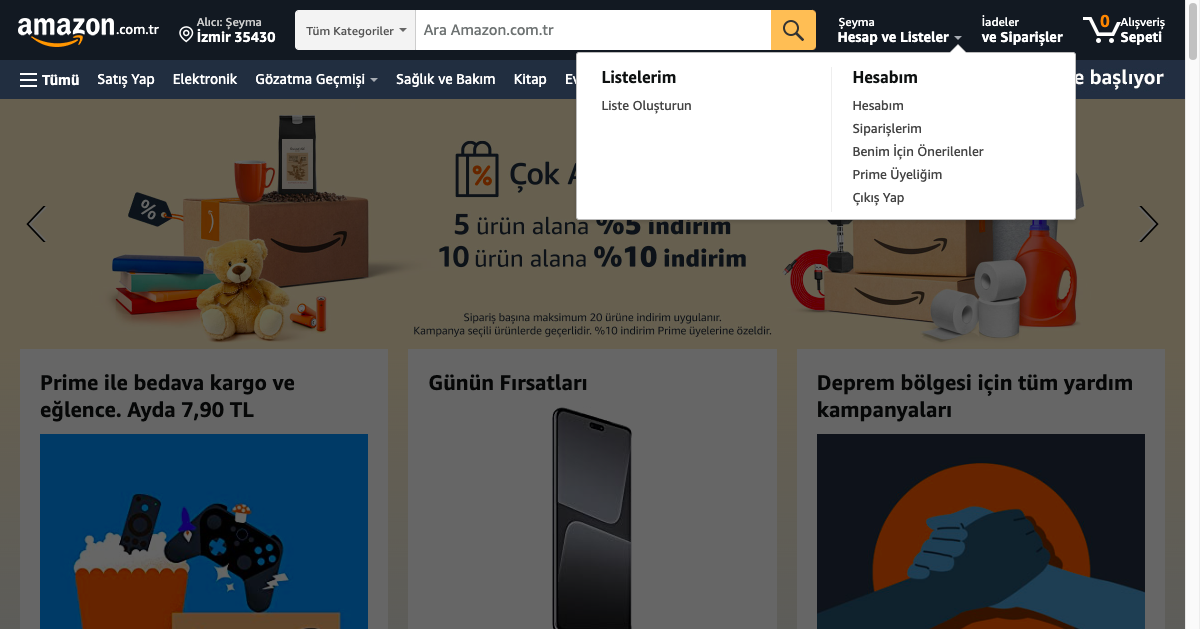 amazon.com.tr
Alıcı: Şeyma
İzmir 35430
Tüm Kategoriler
Ara Amazon.com.tr
Şeyma
Hesap ve Listeler
İadeler
ve Siparişler
0
Alışveriş
Sepeti
Tümü
Satış Yap
Elektronik
Gözatma Geçmişi
Sağlık ve Bakım
Kitap
Ev
e başlıyor
Listelerim
Liste Oluşturun
Hesabım
Hesabım
Siparişlerim
Benim İçin Önerilenler
Prime Üyeliğim
Çıkış Yap
%
%
Çok A
5 ürün alana %5 indirim
10 ürün alana %10 indirim
Sipariş başına maksimum 20 ürüne indirim uygulanır.
Kampanya seçili ürünlerde geçerlidir. %10 indirim Prime üyelerine özeldir.
Prime ile bedava kargo ve
eğlence. Ayda 7,90 TL
Günün Fırsatları
Deprem bölgesi için tüm yardım
kampanyaları